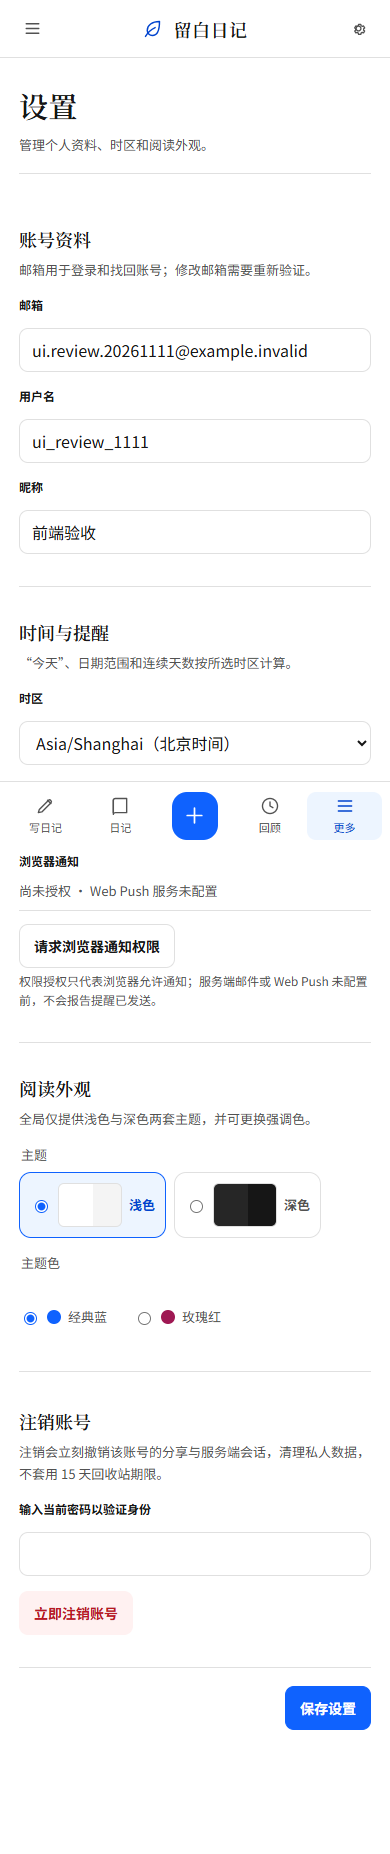 留白日记
设置
管理个人资料、时区和阅读外观。
账号资料
邮箱用于登录和找回账号；修改邮箱需要重新验证。
邮箱
ui.review.20261111@example.invalid
用户名
ui_review_1111
昵称
前端验收
时间与提醒
“今天”、日期范围和连续天数按所选时区计算。
时区
Asia/Shanghai（北京时间）
写日记
日记
回顾
更多
浏览器通知
尚未授权 · Web Push 服务未配置
请求浏览器通知权限
权限授权只代表浏览器允许通知；服务端邮件或 Web Push 未配置
前，不会报告提醒已发送。
阅读外观
全局仅提供浅色与深色两套主题，并可更换强调色。
主题
浅色
深色
主题色
经典蓝
玫瑰红
注销账号
注销会立刻撤销该账号的分享与服务端会话，清理私人数据，
不套用 15 天回收站期限。
输入当前密码以验证身份
立即注销账号
保存设置